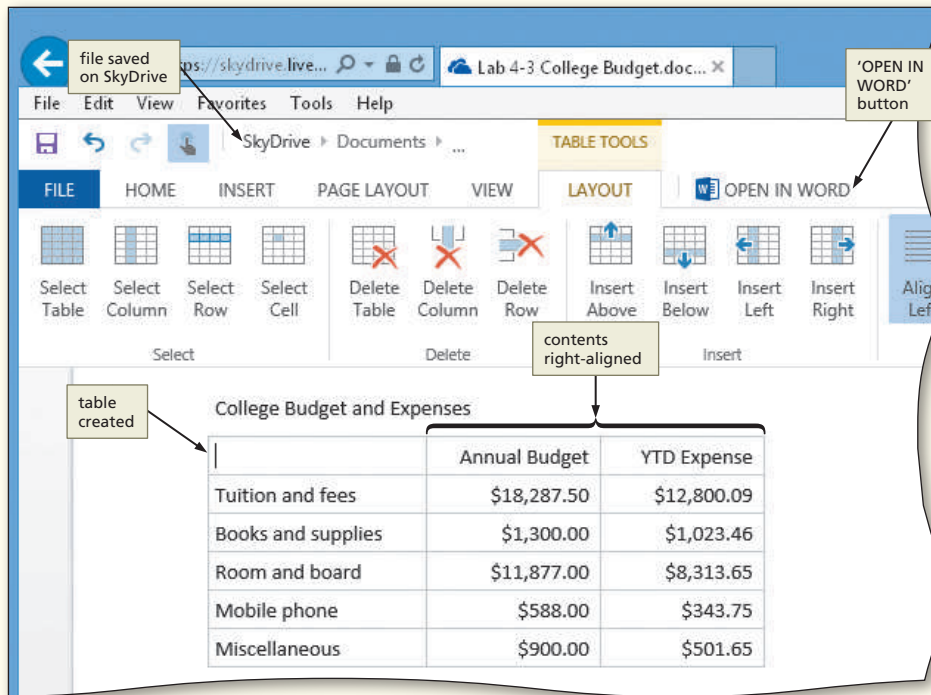 file saved
on SkyDrive
ps://skydrive.live...
Lab 4-3 College Budget.doc...
'OPEN IN
WORD'
button
File Edit View Favorites Tools Help
SkyDrive Documents ...
TABLE TOOLS
FILE HOME INSERT PAGE LAYOUT VIEW LAYOUT OPEN IN WORD
Select Table
Select Column
Select Row
Select Cell
Delete Table
Delete Column
Delete Row
Insert Above
Insert Below
Insert Left
Insert Right
Alig
Left
Select
Delete
Insert
contents
right-aligned
table
created
College Budget and Expenses
Annual Budget YTD Expense
Tuition and fees $18,287.50 $12,800.09
Books and supplies $1,300.00 $1,023.46
Room and board $11,877.00 $8,313.65
Mobile phone $588.00 $343.75
Miscellaneous $900.00 $501.65